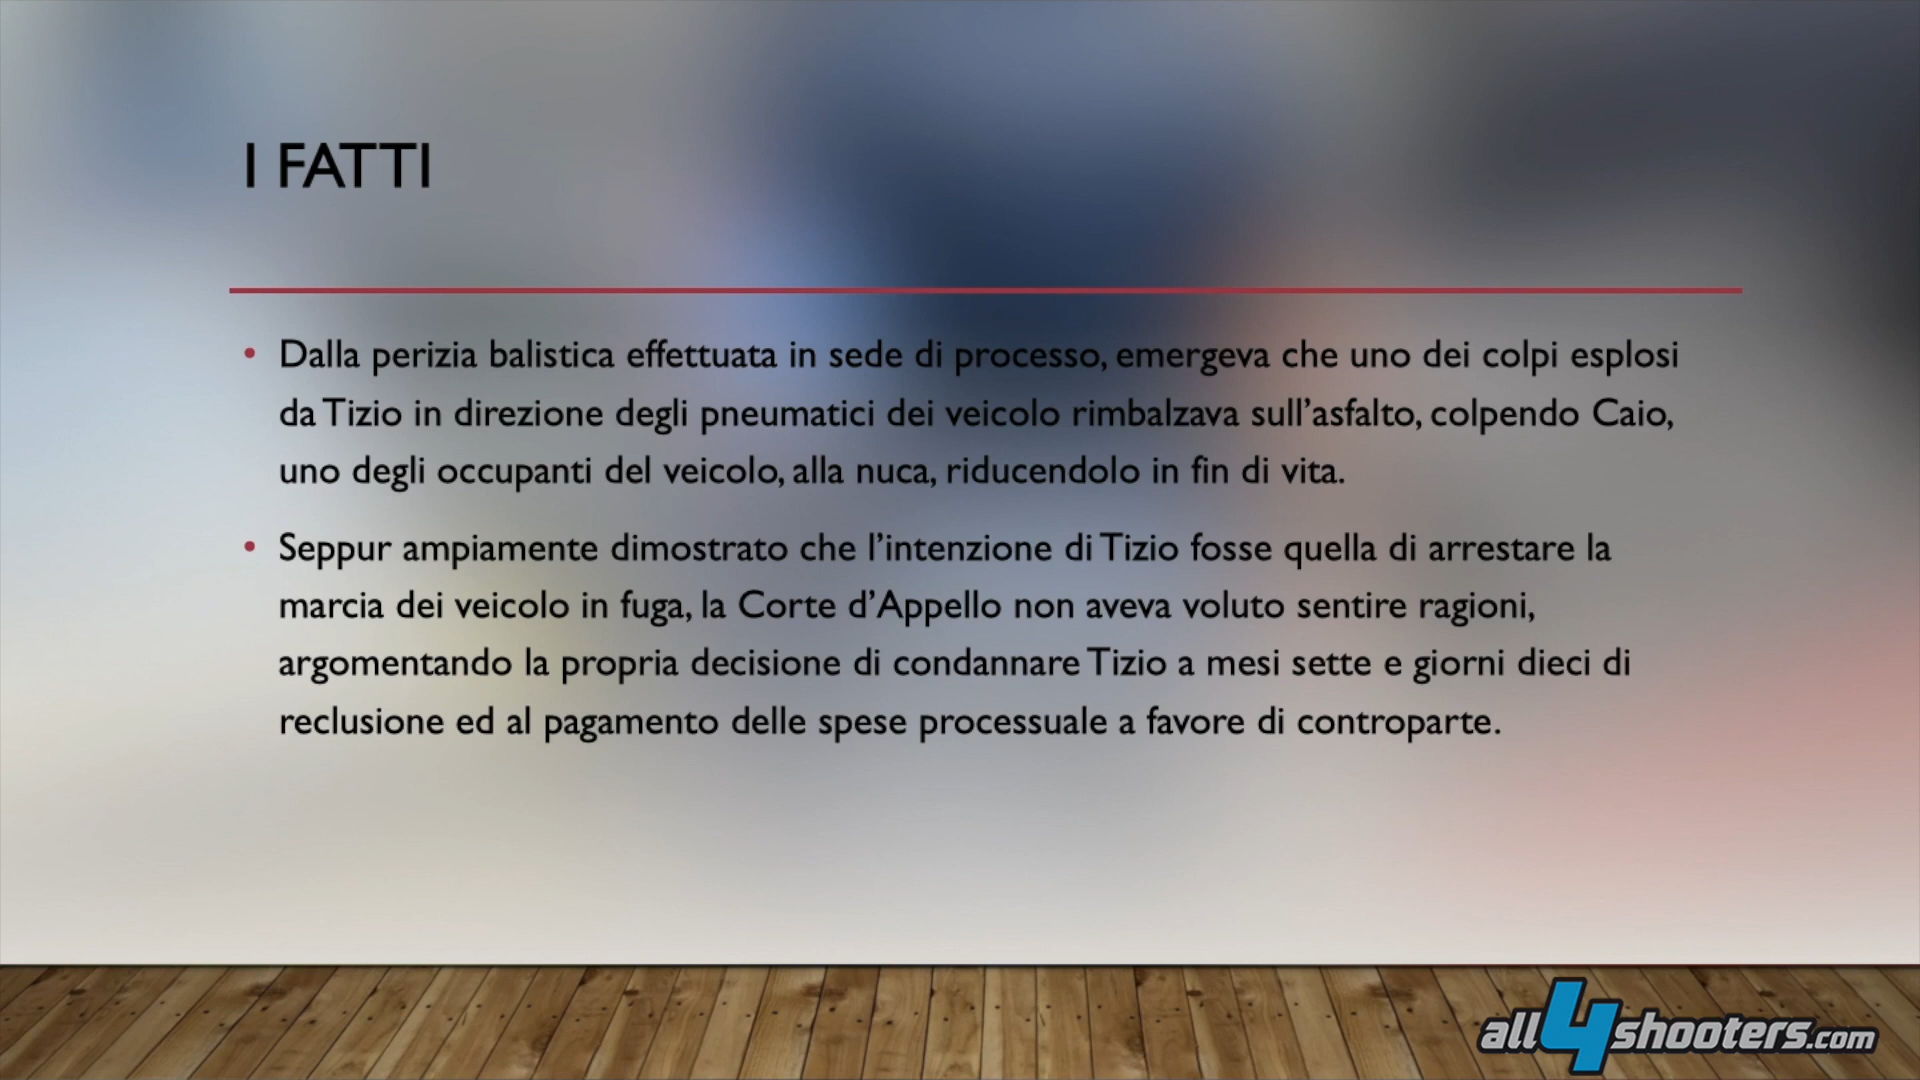 I FATTI
• Dalla perizia balistica effettuata in sede di processo, emergeva che uno dei colpi esplosi
da Tizio in direzione degli pneumatici dei veicolo rimbalzava sull’asfalto, colpendo Caio,
uno degli occupanti del veicolo, alla nuca, riducendolo in fin di vita.
• Seppur ampiamente dimostrato che l’intenzione di Tizio fosse quella di arrestare la
marcia dei veicolo in fuga, la Corte d’Appello non aveva voluto sentire ragioni,
argomentando la propria decisione di condannare Tizio a mesi sette e giorni dieci di
reclusione ed al pagamento delle spese processuale a favore di controparte.
all4shooters.com